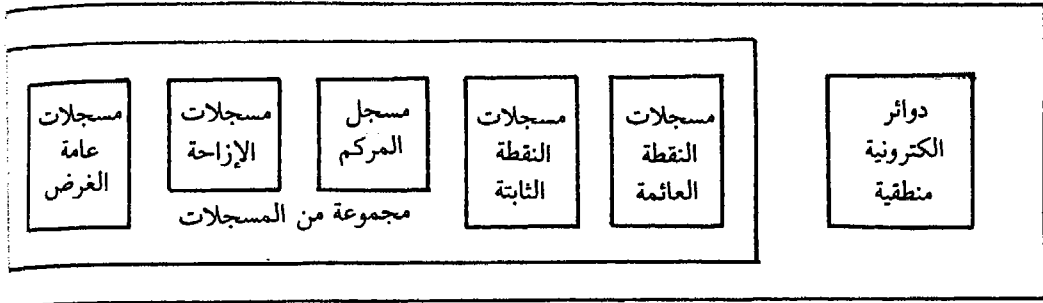 دوائر
الكترونية
منطقية
مسجلات
النقطة
العائمة
مسجلات
النقطة
الثابتة
مسجل
المركم
مسجلات
الإزاحة
مسجلات
عامة
الغرض
مجموعة من المسجلات